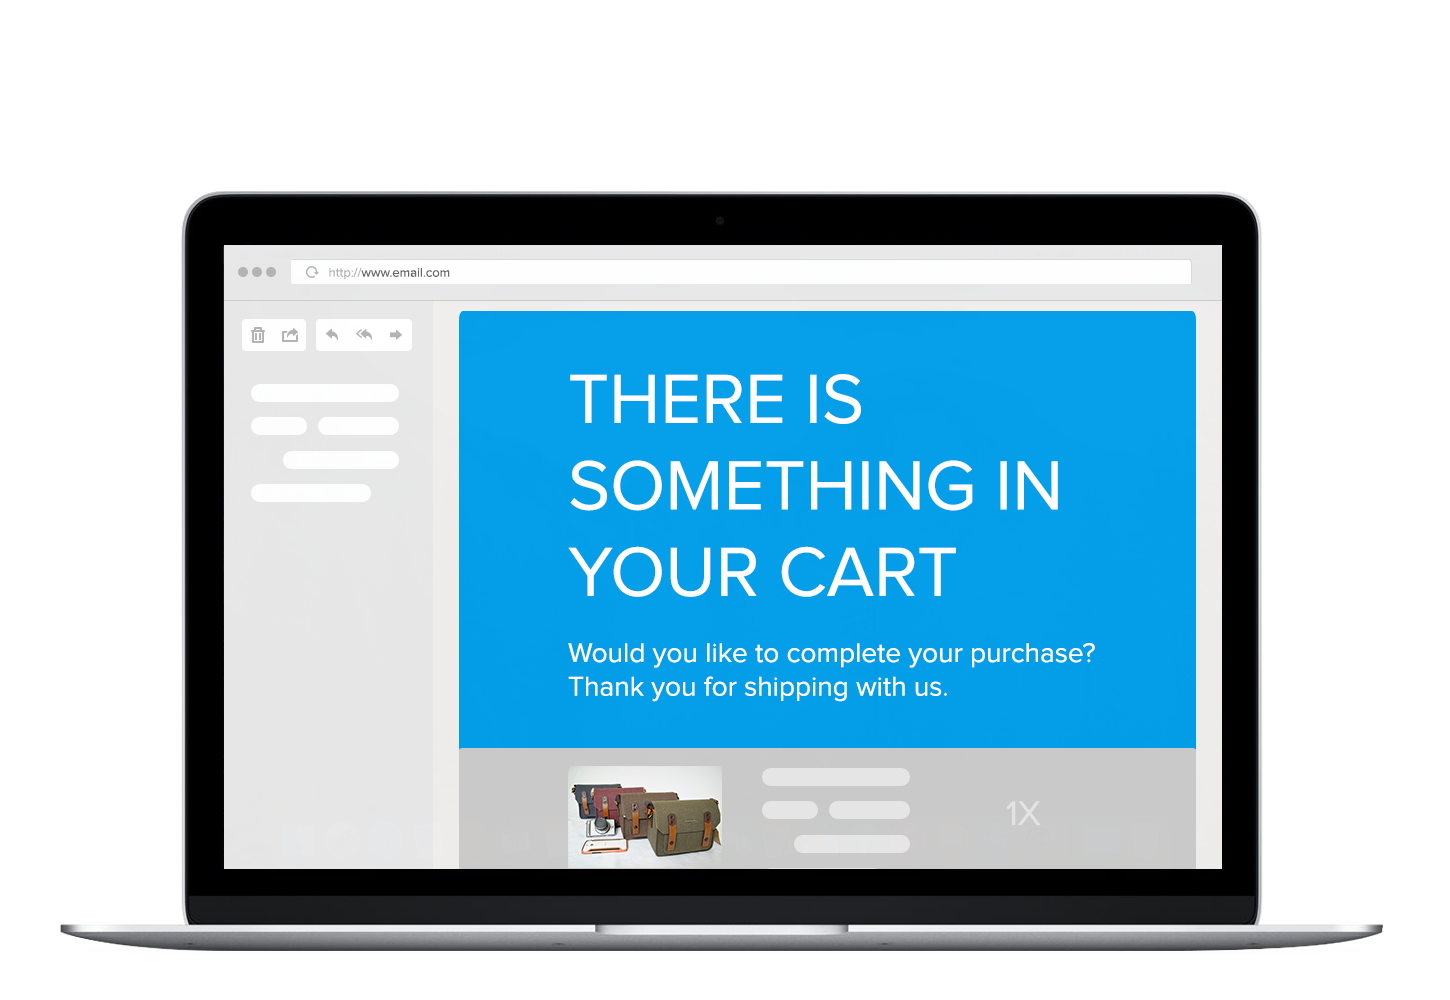 http://www.email.com
THERE IS
SOMETHING IN
YOUR CART
Would you like to complete your purchase?
Thank you for shipping with us.
1X